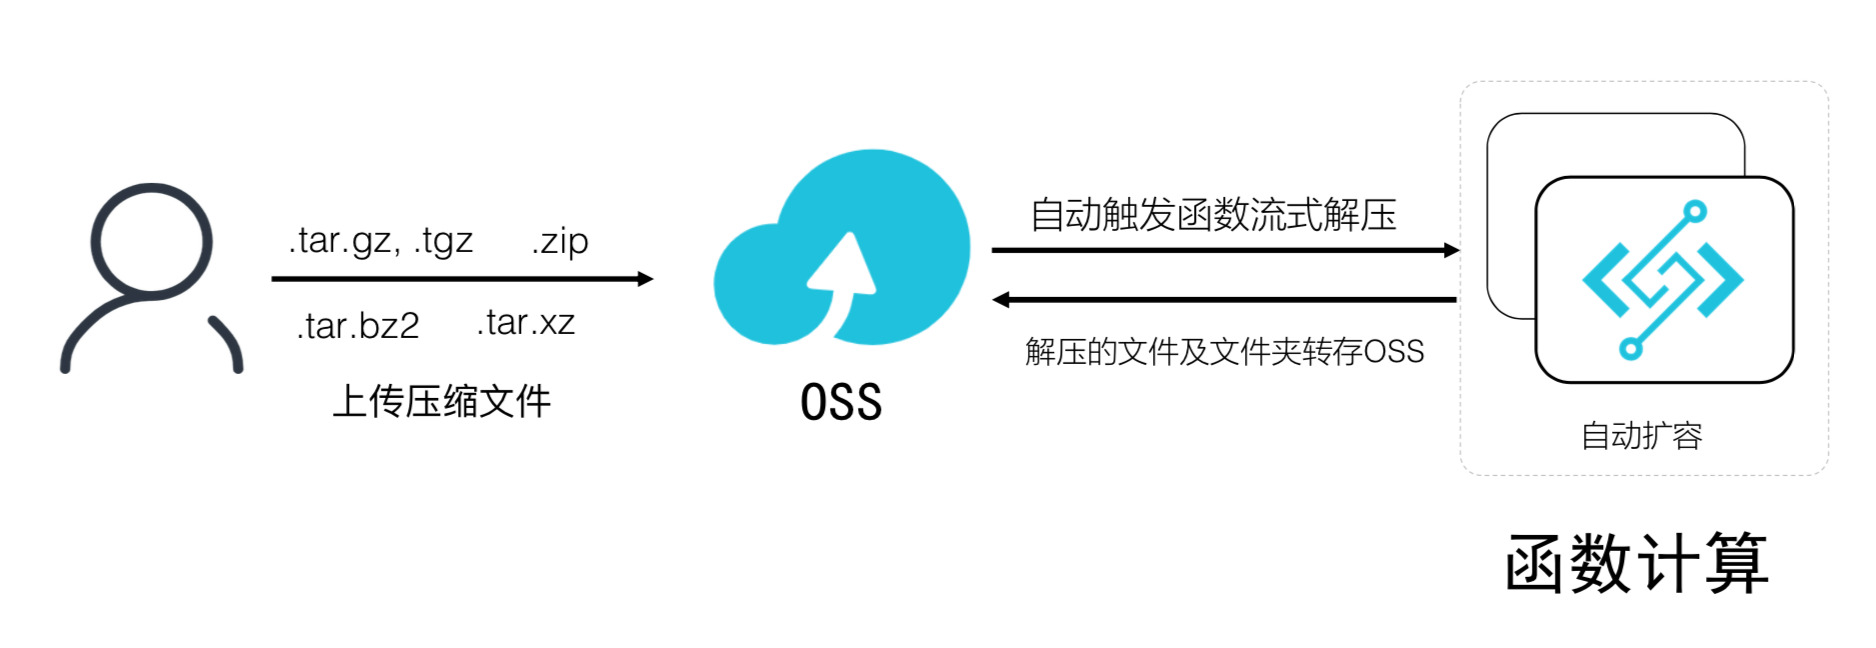 .tar.gz, .tgz .zip
.tar.bz2 .tar.xz
上传压缩文件
OSS
自动触发函数流式解压
解压的文件及文件夹转存OSS
自动扩容
函数计算